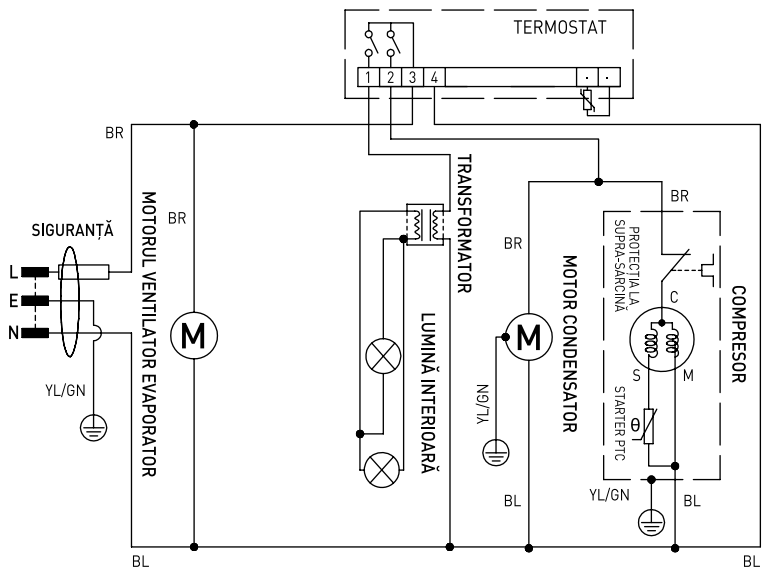 TERMOSTAT
1 2 3 4
BR
TRANSFORMATOR
BR
SIGURANȚĂ
L
E
N
YL/GN
MOTORUL VENTILATOR EVAPORATOR
BR
M
LUMINĂ INTERIOARĂ
BR
M
YL/GN
MOTOR CONDENSATOR
BL
PROTECȚIA LA
SUPRA-SARCINĂ
C
S M
COMPRESOR
STARTER PTC
θ
YL/GN
BL
BL
BL